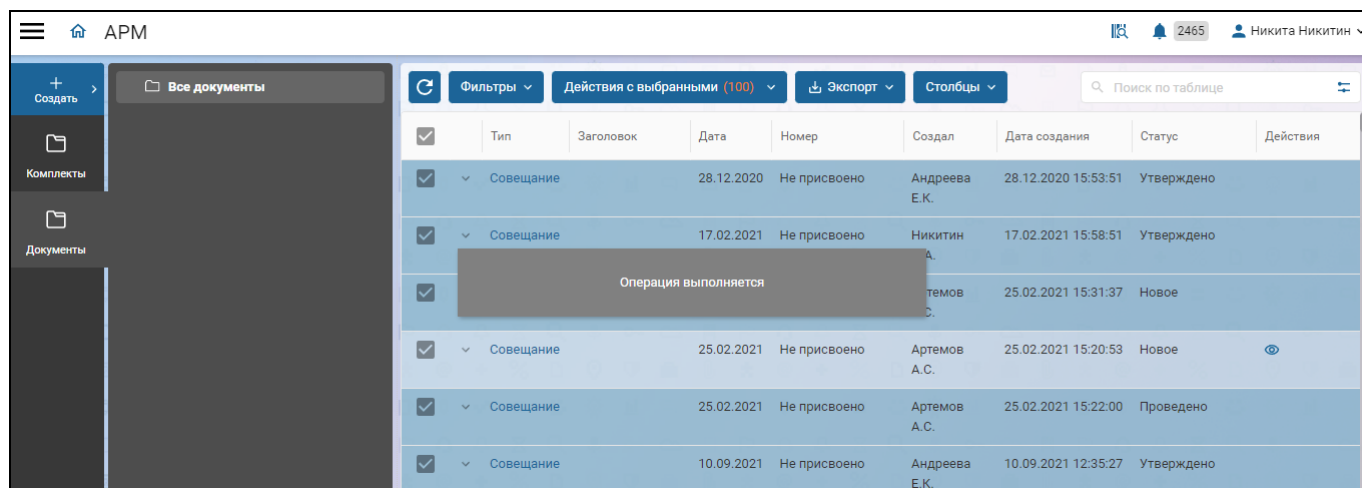 АРМ
2465
Никита Никитин
Создать
Комплекты
Документы
Все документы
Фильтры
Действия с выбранными (100)
Экспорт
Столбцы
Поиск по таблице
Тип Заголовок Дата Номер Создал Дата создания Статус Действия
Совещание 28.12.2020 Не присвоено Андреева 28.12.2020 15:53:51 Утверждено
Е.К.
Совещание 17.02.2021 Не присвоено Никитин 17.02.2021 15:58:51 Утверждено
Операция выполняется
25.02.2021 15:31:37 Новое
Совещание 25.02.2021 Не присвоено Артемов 25.02.2021 15:20:53 Новое
А.С.
Совещание 25.02.2021 Не присвоено Артемов 25.02.2021 15:22:00 Проведено
А.С.
Совещание 10.09.2021 Не присвоено Андреева 10.09.2021 12:35:27 Утверждено
Е.К.